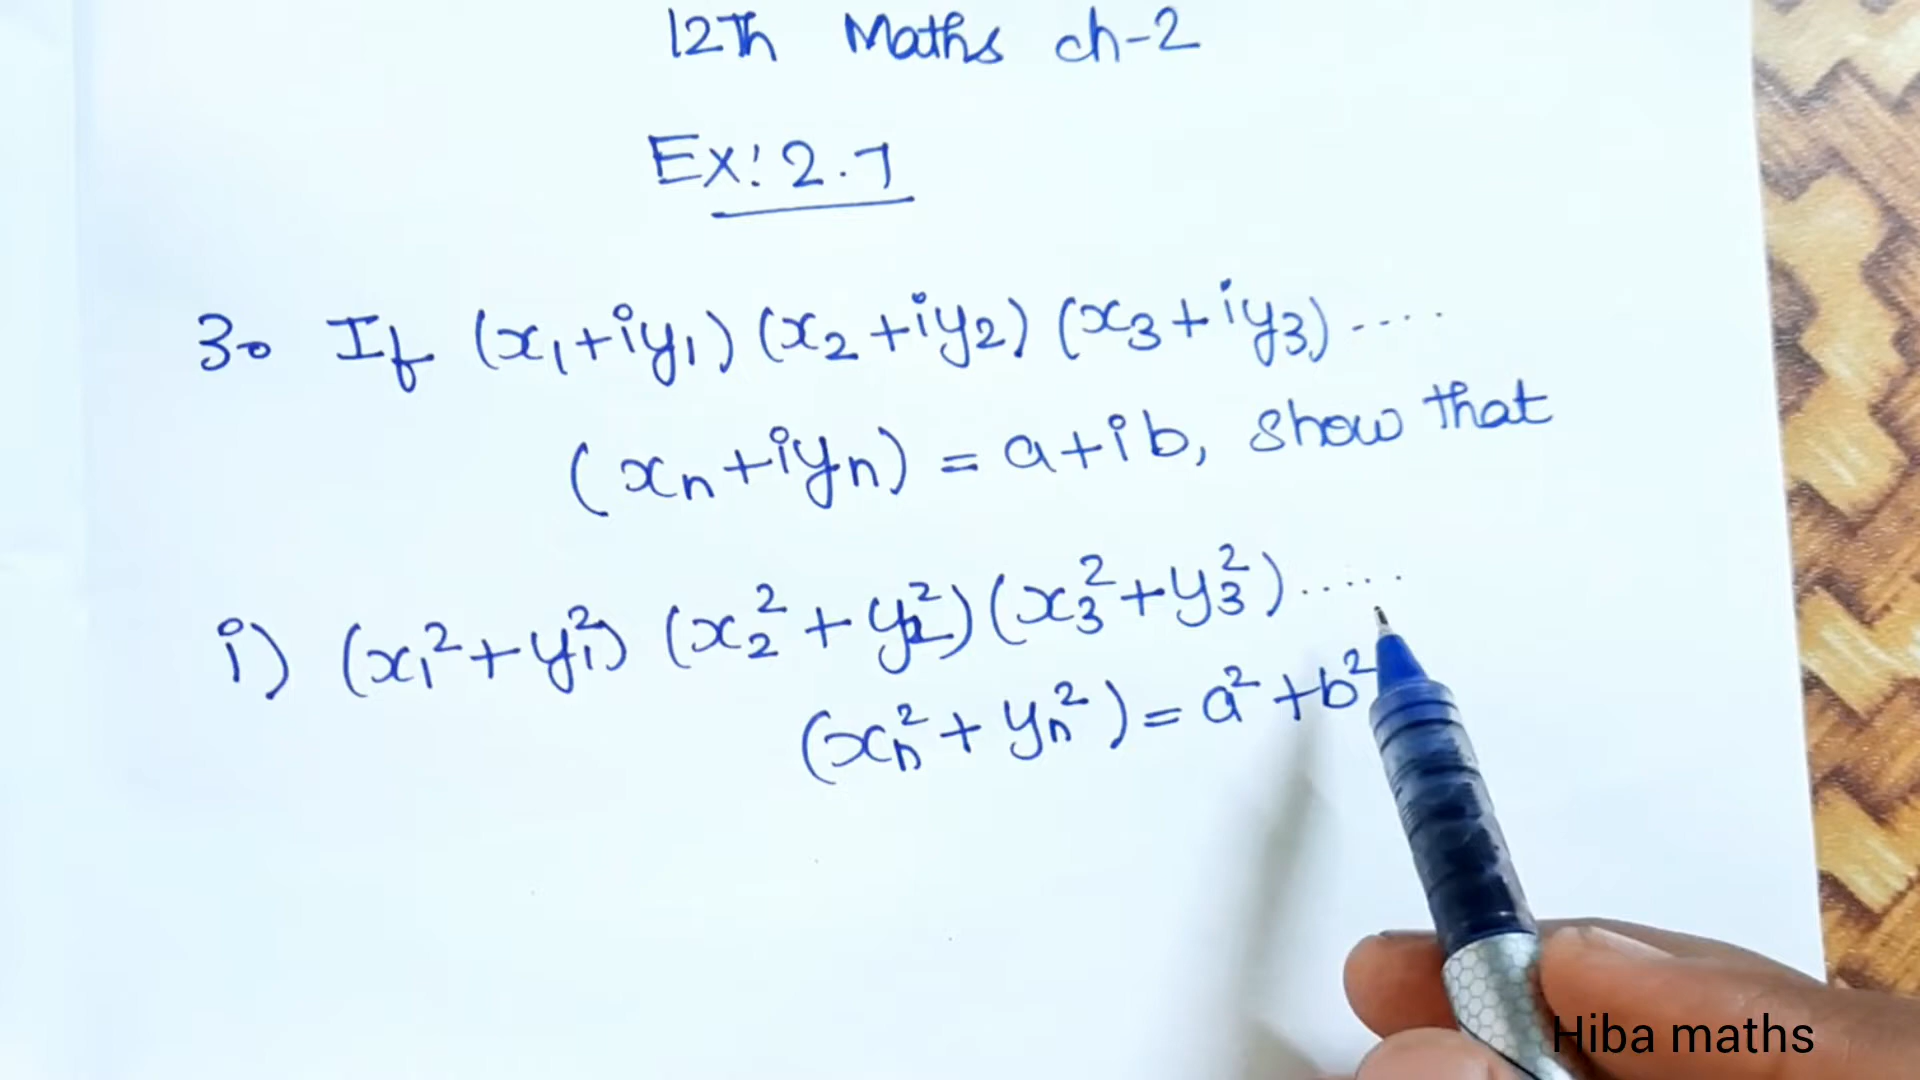 12Th Maths ch-2
Ex: 2.7
3. If (x₁+iy₁) (x₂+iy₂) (x₃+iy₃) ....
(xₙ+iyₙ) = a+ib, show that
i) (x₁²+y₁²) (x₂²+y₂²) (x₃²+y₃²) .....
(xₙ²+yₙ²) = a²+b²
Hiba maths